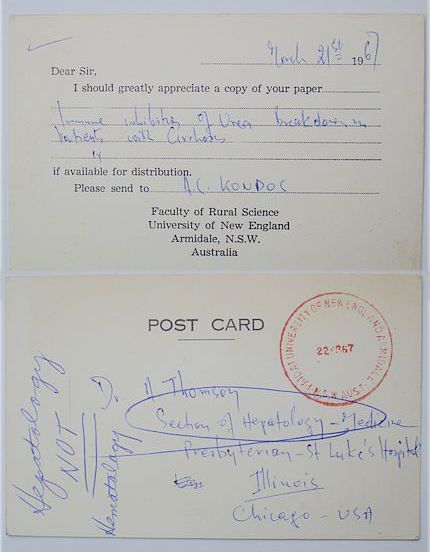 March 21st 1967
Dear Sir,
I should greatly appreciate a copy of your paper
Immune inhibition of Urea Breakdown in
patients with Cirrhosis
if available for distribution.
Please send to A.C. KONDOS
Faculty of Rural Science
University of New England
Armidale, N.S.W.
Australia
POST CARD
PAID AT UNIVERSITY OF NEW ENGLAND ARMIDALE
N.S.W. AUST.
67
A. Thomson
Section of Hepatology - Medicine
Presbyterian - St Luke's Hospital
Illinois
Chicago - USA
Hepatology
NOT
Hematology